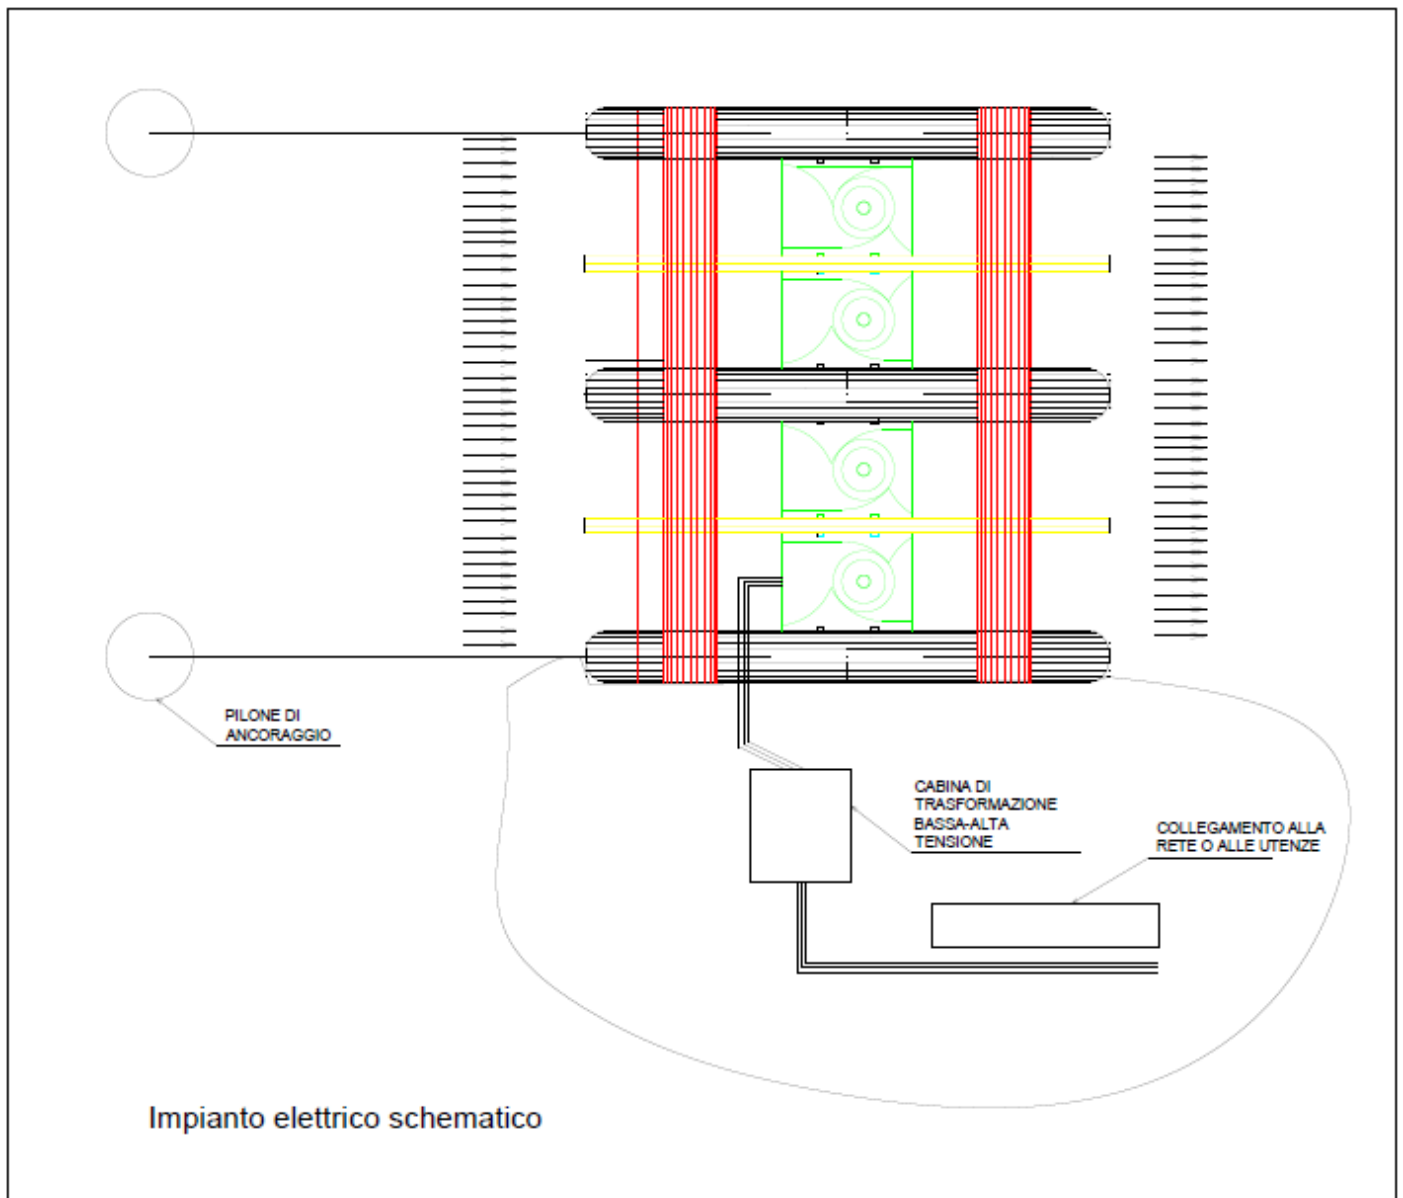 PILONE DI
ANCORAGGIO
CABINA DI
TRASFORMAZIONE
BASSA-ALTA
TENSIONE
COLLEGAMENTO ALLA
RETE O ALLE UTENZE
Impianto elettrico schematico